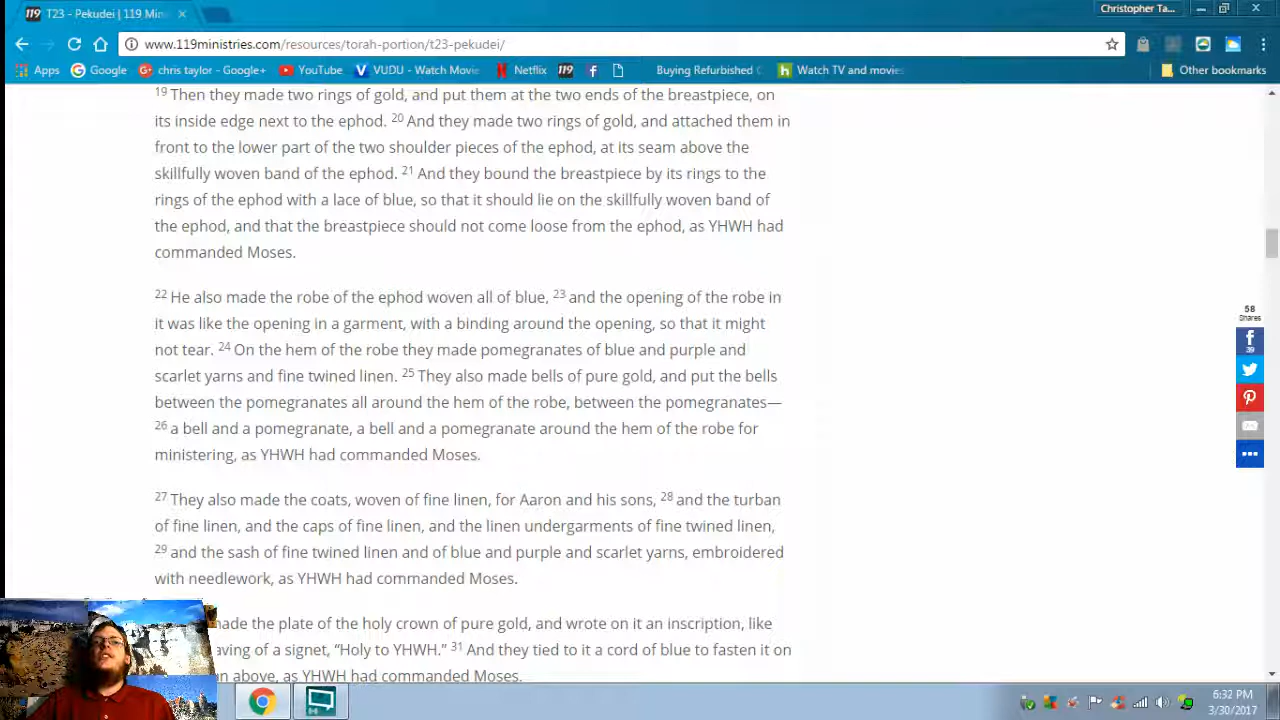 119 T23 - Pekudei | 119 Min
Christopher Ta...
www.119ministries.com/resources/torah-portion/t23-pekudei/
Apps Google chris taylor - Google+ YouTube VUDU - Watch Movie Netflix 119 Buying Refurbished Watch TV and movies Other bookmarks
19 Then they made two rings of gold, and put them at the two ends of the breastpiece, on
its inside edge next to the ephod. 20 And they made two rings of gold, and attached them in
front to the lower part of the two shoulder pieces of the ephod, at its seam above the
skillfully woven band of the ephod. 21 And they bound the breastpiece by its rings to the
rings of the ephod with a lace of blue, so that it should lie on the skillfully woven band of
the ephod, and that the breastpiece should not come loose from the ephod, as YHWH had
commanded Moses.
22 He also made the robe of the ephod woven all of blue, 23 and the opening of the robe in
it was like the opening in a garment, with a binding around the opening, so that it might
not tear. 24 On the hem of the robe they made pomegranates of blue and purple and
scarlet yarns and fine twined linen. 25 They also made bells of pure gold, and put the bells
between the pomegranates all around the hem of the robe, between the pomegranates—
26 a bell and a pomegranate, a bell and a pomegranate around the hem of the robe for
ministering, as YHWH had commanded Moses.
27 They also made the coats, woven of fine linen, for Aaron and his sons, 28 and the turban
of fine linen, and the caps of fine linen, and the linen undergarments of fine twined linen,
29 and the sash of fine twined linen and of blue and purple and scarlet yarns, embroidered
with needlework, as YHWH had commanded Moses.
ade the plate of the holy crown of pure gold, and wrote on it an inscription, like
aving of a signet, “Holy to YHWH.” 31 And they tied to it a cord of blue to fasten it on
n above, as YHWH had commanded Moses.
58
Shares
39
6:32 PM
3/30/2017